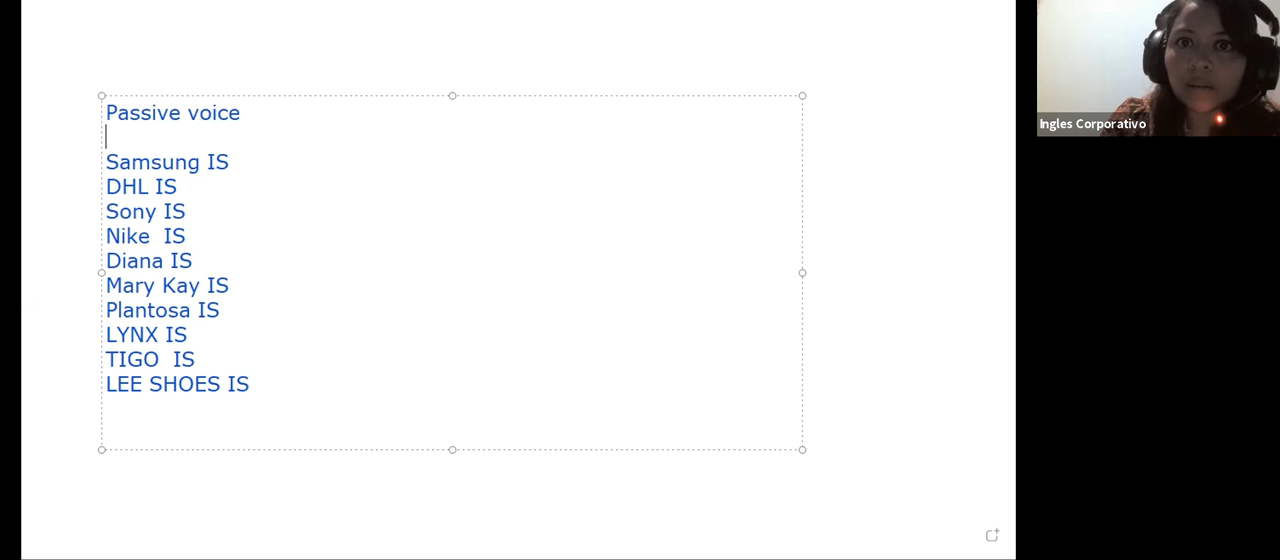 Passive voice
Samsung IS
DHL IS
Sony IS
Nike  IS
Diana IS
Mary Kay IS
Plantosa IS
LYNX IS
TIGO  IS
LEE SHOES IS
Ingles Corporativo